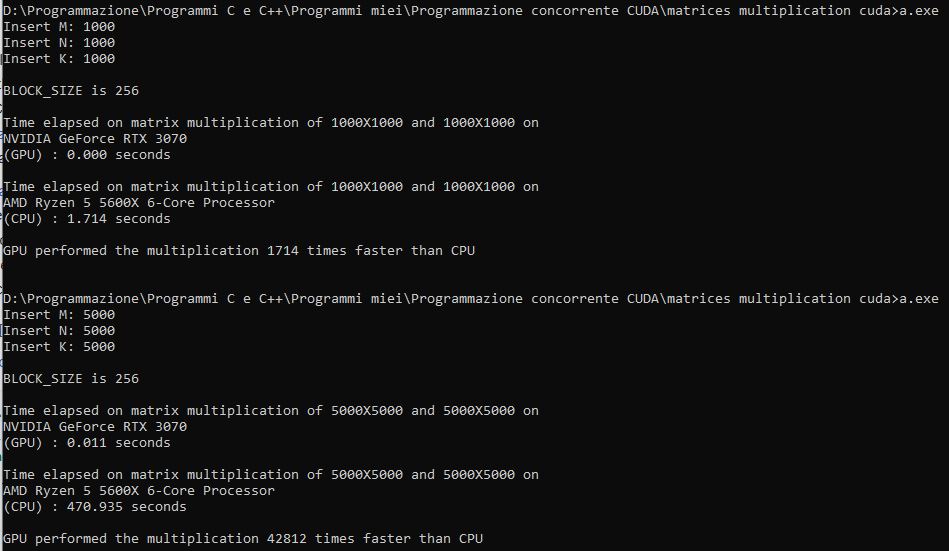 D:\Programmazione\Programmi C e C++\Programmi miei\Programmazione concorrente CUDA\matrices multiplication cuda>a.exe
Insert M: 1000
Insert N: 1000
Insert K: 1000
BLOCK_SIZE is 256
Time elapsed on matrix multiplication of 1000X1000 and 1000X1000 on
NVIDIA GeForce RTX 3070
(GPU) : 0.000 seconds
Time elapsed on matrix multiplication of 1000X1000 and 1000X1000 on
AMD Ryzen 5 5600X 6-Core Processor
(CPU) : 1.714 seconds
GPU performed the multiplication 1714 times faster than CPU
D:\Programmazione\Programmi C e C++\Programmi miei\Programmazione concorrente CUDA\matrices multiplication cuda>a.exe
Insert M: 5000
Insert N: 5000
Insert K: 5000
BLOCK_SIZE is 256
Time elapsed on matrix multiplication of 5000X5000 and 5000X5000 on
NVIDIA GeForce RTX 3070
(GPU) : 0.011 seconds
Time elapsed on matrix multiplication of 5000X5000 and 5000X5000 on
AMD Ryzen 5 5600X 6-Core Processor
(CPU) : 470.935 seconds
GPU performed the multiplication 42812 times faster than CPU